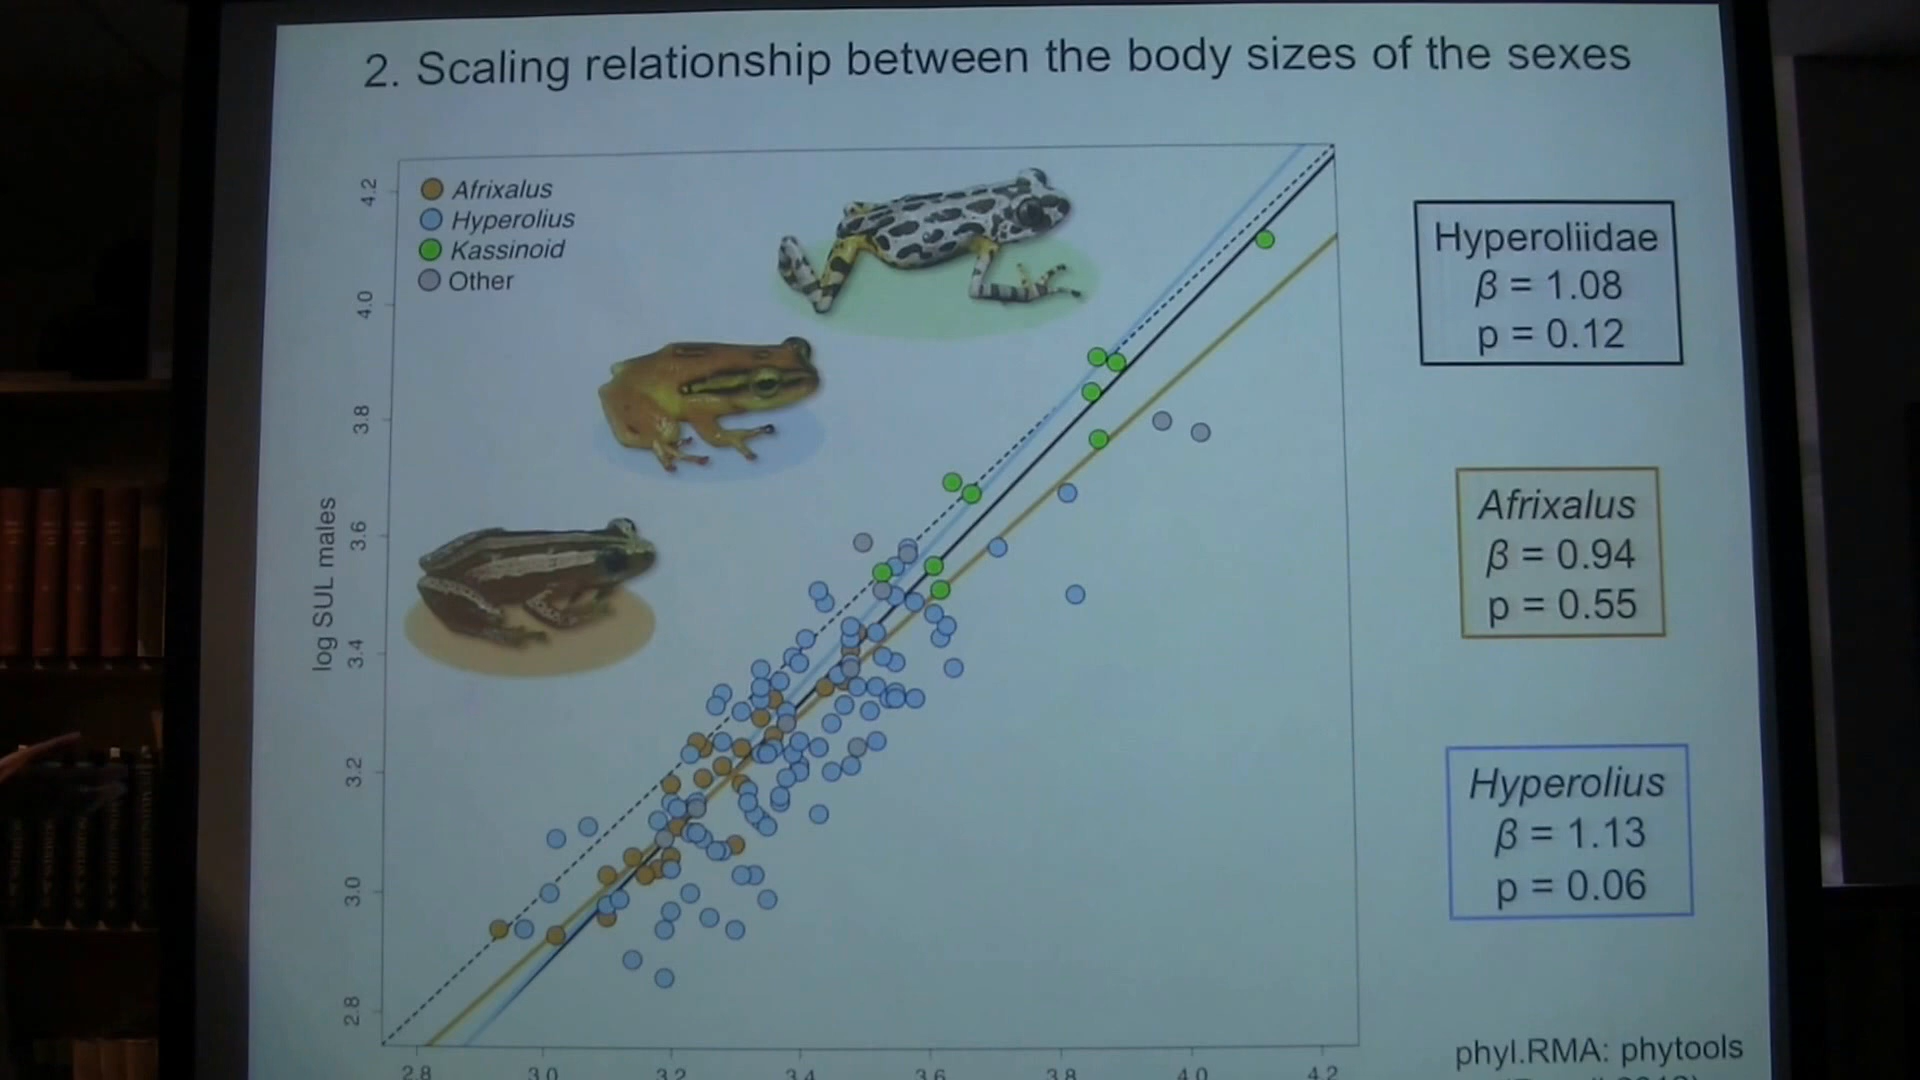 2. Scaling relationship between the body sizes of the sexes
Afrixalus
Hyperolius
Kassinoid
Other
log SUL males
4.2
4.0
3.8
3.6
3.4
3.2
3.0
2.8
2.8 3.0 3.2 3.4 3.6 3.8 4.0 4.2
Hyperoliidae
β = 1.08
p = 0.12
Afrixalus
β = 0.94
p = 0.55
Hyperolius
β = 1.13
p = 0.06
phyl.RMA: phytools